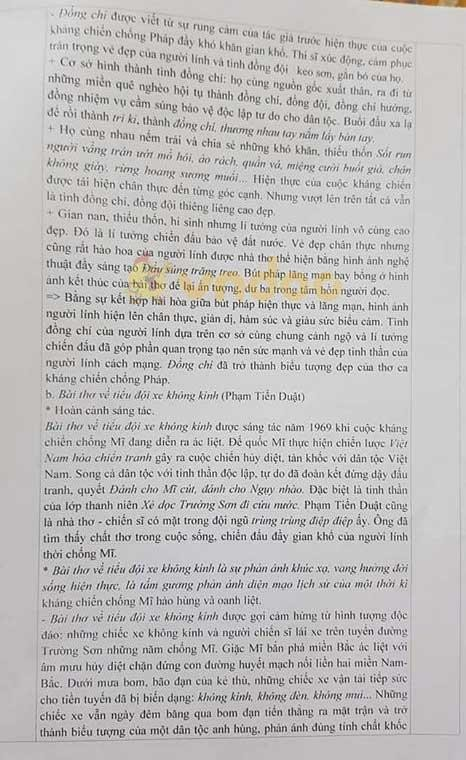 - Đồng chí được viết từ sự rung cảm của tác giả trước hiện thực của cuộc
kháng chiến chống Pháp đầy khó khăn gian khổ. Thi sĩ xúc động, cảm phục
trân trọng vẻ đẹp của người lính và tình đồng đội keo sơn, gắn bó của họ.
+ Cơ sở hình thành tình đồng chí: họ cùng nguồn gốc xuất thân, ra đi từ
những miền quê nghèo hội tụ thành đồng chí, đồng đội, đồng chí hướng,
đồng nhiệm vụ cầm súng bảo vệ độc lập tự do cho dân tộc. Buổi đầu xa lạ
để rồi thành tri kỉ, thành đồng chí, thương nhau tay nắm lấy bàn tay.
+ Họ cùng nhau nếm trải và chia sẻ những khó khăn, thiếu thốn Sốt run
người vầng trán ướt mồ hôi, áo rách, quần vá, miệng cười buốt giá, chân
không giày, rừng hoang sương muối... Hiện thực của cuộc kháng chiến
được tái hiện chân thực đến từng góc cạnh. Nhưng vượt lên trên tất cả vẫn
là tình đồng chí, đồng đội thiêng liêng cao đẹp.
+ Gian nan, thiếu thốn, hi sinh nhưng lí tưởng của người lính vô cùng cao
đẹp. Đó là lí tưởng chiến đấu bảo vệ đất nước. Vẻ đẹp chân thực nhưng
cũng rất hào hoa của người lính được nhà thơ thể hiện bằng hình ảnh nghệ
thuật đầy sáng tạo Đầu súng trăng treo. Bút pháp lãng mạn bay bổng ở hình
ảnh kết thúc của bài thơ để lại ấn tượng, dư ba trong tâm hồn người đọc.
=> Bằng sự kết hợp hài hòa giữa bút pháp hiện thực và lãng mạn, hình ảnh
người lính hiện lên chân thực, giản dị, hàm súc và giàu sức biểu cảm. Tình
đồng chí của người lính dựa trên cơ sở cùng chung cảnh ngộ và lí tưởng
chiến đấu đã góp phần quan trọng tạo nên sức mạnh và vẻ đẹp tinh thần của
người lính cách mạng. Đồng chí đã trở thành biểu tượng đẹp của thơ ca
kháng chiến chống Pháp.
b. Bài thơ về tiểu đội xe không kính (Phạm Tiến Duật)
* Hoàn cảnh sáng tác.
Bài thơ về tiểu đội xe không kính được sáng tác năm 1969 khi cuộc kháng
chiến chống Mĩ đang diễn ra ác liệt. Đế quốc Mĩ thực hiện chiến lược Việt
Nam hóa chiến tranh gây ra cuộc chiến hủy diệt, tàn khốc với dân tộc Việt
Nam. Song cả dân tộc với tinh thần độc lập, tự do đã đoàn kết đứng dậy đấu
tranh, quyết Đánh cho Mĩ cút, đánh cho Ngụy nhào. Đặc biệt là tinh thần
của lớp thanh niên Xẻ dọc Trường Sơn đi cứu nước. Phạm Tiến Duật cũng
là nhà thơ - chiến sĩ có mặt trong đội ngũ trùng trùng điệp điệp ấy. Ông đã
tìm thấy chất thơ trong cuộc sống, chiến đấu đầy gian khổ của người lính
thời chống Mĩ.
* Bài thơ về tiểu đội xe không kính là sự phản ánh khúc xạ, vang hưởng đời
sống hiện thực, là tấm gương phản ánh diện mạo lịch sử của một thời kì
kháng chiến chống Mĩ hào hùng và oanh liệt.
- Bài thơ về tiểu đội xe không kính được gợi cảm hứng từ hình tượng độc
đáo: những chiếc xe không kính và người chiến sĩ lái xe trên tuyến đường
Trường Sơn những năm chống Mĩ. Giặc Mĩ bắn phá miền Bắc ác liệt với
âm mưu hủy diệt chặn đứng con đường huyết mạch nối liền hai miền Nam-
Bắc. Dưới mưa bom, bão đạn của kẻ thù, những chiếc xe vận tải tiếp sức
cho tiền tuyến đã bị biến dạng: không kính, không đèn, không mui... Những
chiếc xe vẫn ngày đêm băng qua bom đạn tiến thẳng ra mặt trận và trở
thành biểu tượng của một dân tộc anh hùng, phản ánh đúng tính chất khốc